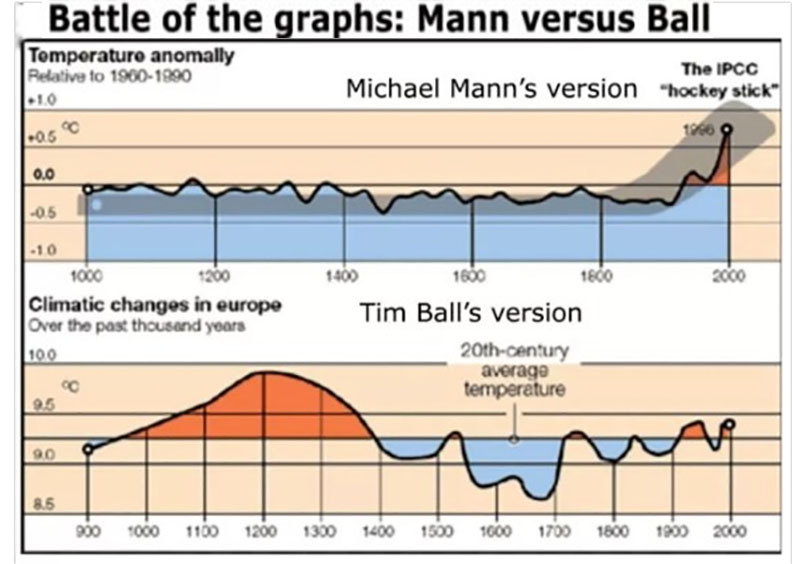 Battle of the graphs: Mann versus Ball
Temperature anomally
Relative to 1960-1990
Michael Mann's version
The IPCC
"hockey stick"
+1.0
°C
+0.5
1998
0.0
-0.5
-1.0
1000 1200 1400 1600 1800 2000
Climatic changes in europe
Over the past thousand years
Tim Ball's version
20th-century
average
temperature
10.0
°C
9.5
9.0
8.5
900 1000 1100 1200 1300 1400 1500 1600 1700 1800 1900 2000